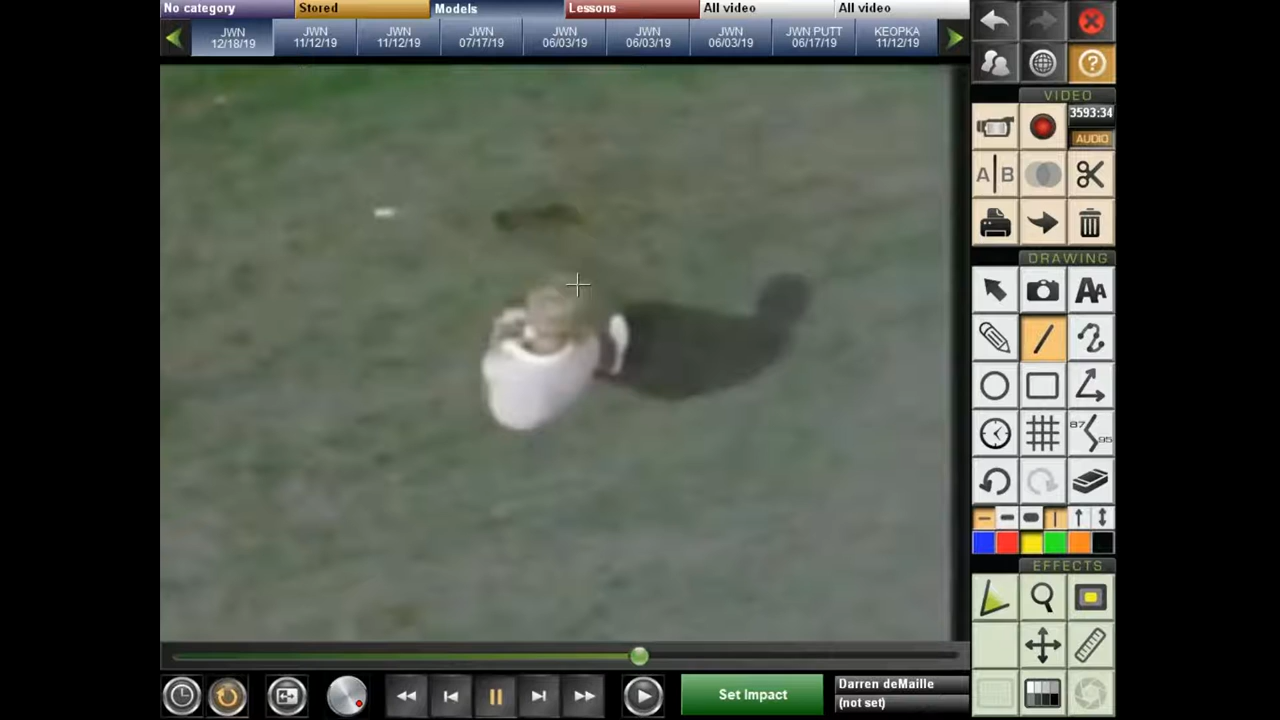 No category
Stored
Models
Lessons
All video
All video
JWN
12/18/19
JWN
11/12/19
JWN
11/12/19
JWN
07/17/19
JWN
06/03/19
JWN
06/03/19
JWN
06/03/19
JWN PUTT
06/17/19
KEOPKA
11/12/19
VIDEO
3593:34
AUDIO
A|B
DRAWING
AA
87
95
EFFECTS
Set Impact
Darren deMaille
(not set)